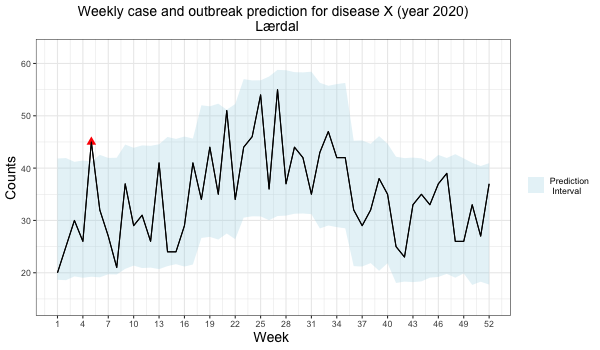 Weekly case and outbreak prediction for disease X (year 2020)
Lærdal
Counts
60
50
40
30
20
1 4 7 10 13 16 19 22 25 28 31 34 37 40 43 46 49 52
Week
Prediction
Interval